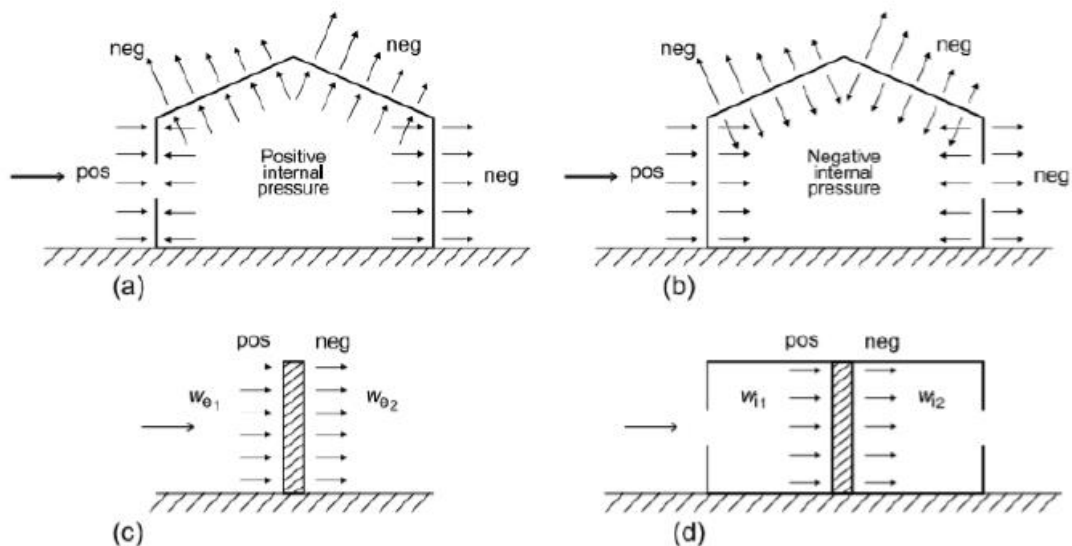 neg
neg
pos
Positive
internal
pressure
neg
(a)
neg
neg
pos
Negative
internal
pressure
neg
(b)
pos
neg
we1
we2
(c)
pos
neg
wi1
wi2
(d)